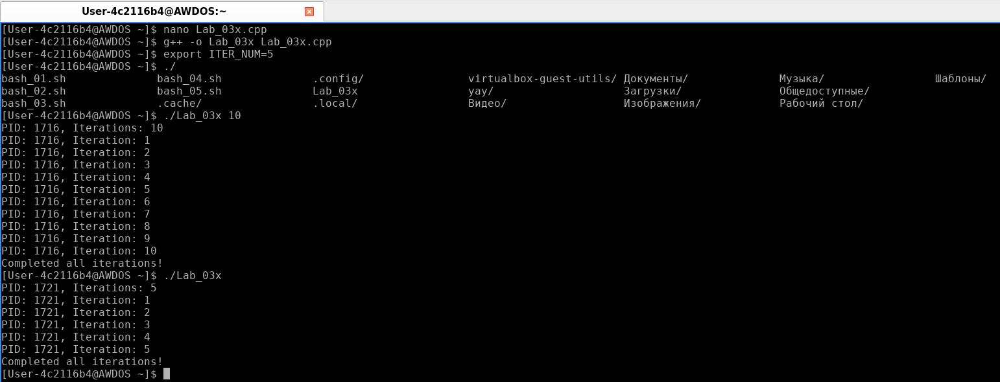 User-4c2116b4@AWDOS:~
[User-4c2116b4@AWDOS ~]$ nano Lab_03x.cpp
[User-4c2116b4@AWDOS ~]$ g++ -o Lab_03x Lab_03x.cpp
[User-4c2116b4@AWDOS ~]$ export ITER_NUM=5
[User-4c2116b4@AWDOS ~]$ ./
bash_01.sh bash_04.sh .config/ virtualbox-guest-utils/ Документы/ Музыка/ Шаблоны/
bash_02.sh bash_05.sh Lab_03x yay/ Загрузки/ Общедоступные/
bash_03.sh .cache/ .local/ Видео/ Изображения/ Рабочий стол/
[User-4c2116b4@AWDOS ~]$ ./Lab_03x 10
PID: 1716, Iterations: 10
PID: 1716, Iteration: 1
PID: 1716, Iteration: 2
PID: 1716, Iteration: 3
PID: 1716, Iteration: 4
PID: 1716, Iteration: 5
PID: 1716, Iteration: 6
PID: 1716, Iteration: 7
PID: 1716, Iteration: 8
PID: 1716, Iteration: 9
PID: 1716, Iteration: 10
Completed all iterations!
[User-4c2116b4@AWDOS ~]$ ./Lab_03x
PID: 1721, Iterations: 5
PID: 1721, Iteration: 1
PID: 1721, Iteration: 2
PID: 1721, Iteration: 3
PID: 1721, Iteration: 4
PID: 1721, Iteration: 5
Completed all iterations!
[User-4c2116b4@AWDOS ~]$